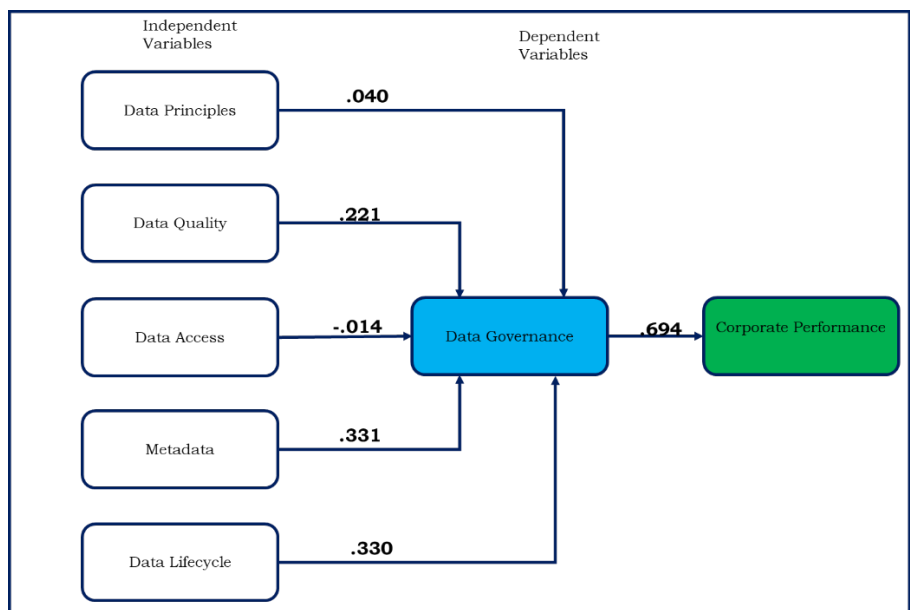 Independent
Variables
Dependent
Variables
Data Principles
.040
Data Quality
.221
Data Access
-.014
Data Governance
.694
Corporate Performance
Metadata
.331
Data Lifecycle
.330